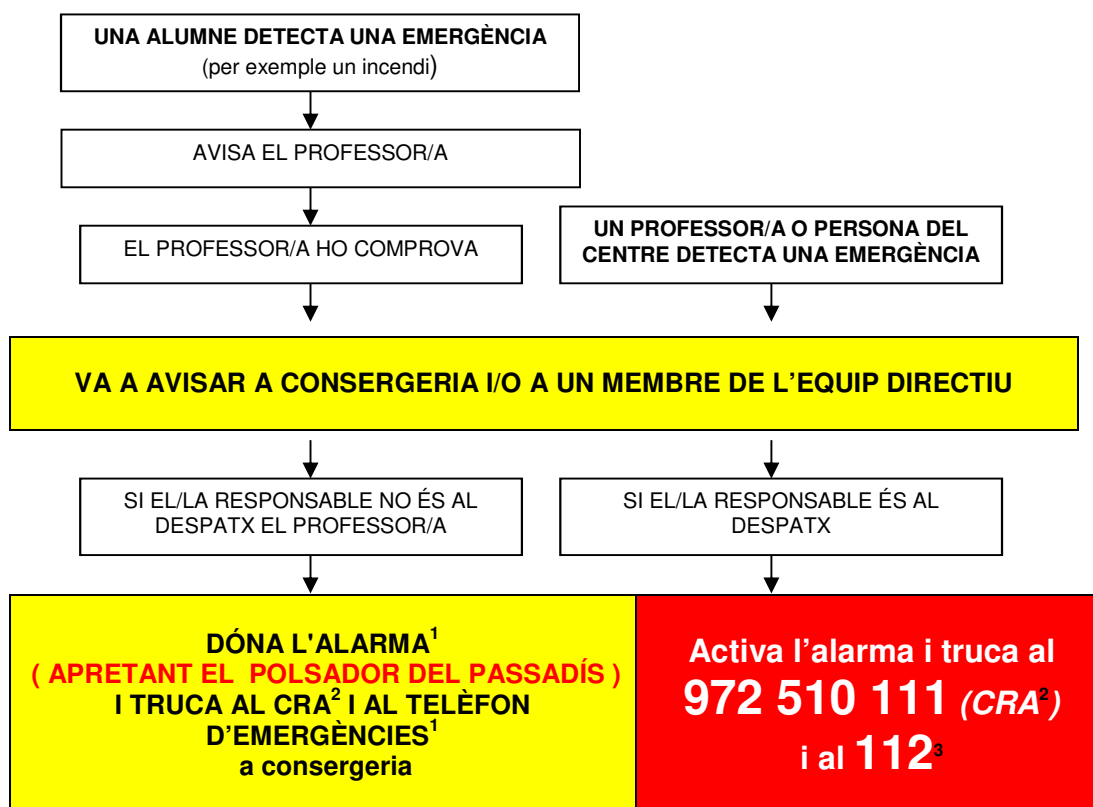 UNA ALUMNE DETECTA UNA EMERGÈNCIA
(per exemple un incendi)
AVISA EL PROFESSOR/A
EL PROFESSOR/A HO COMPROVA
UN PROFESSOR/A O PERSONA DEL
CENTRE DETECTA UNA EMERGÈNCIA
VA A AVISAR A CONSERGERIA I/O A UN MEMBRE DE L’EQUIP DIRECTIU
SI EL/LA RESPONSABLE NO ÉS AL
DESPATX EL PROFESSOR/A
SI EL/LA RESPONSABLE ÉS AL
DESPATX
DÓNA L'ALARMA¹
( APRETANT EL POLSADOR DEL PASSADÍS )
I TRUCA AL CRA² I AL TELÈFON
D’EMERGÈNCIES¹
a consergeria
Activa l’alarma i truca al
972 510 111 (CRA²)
i al 112³